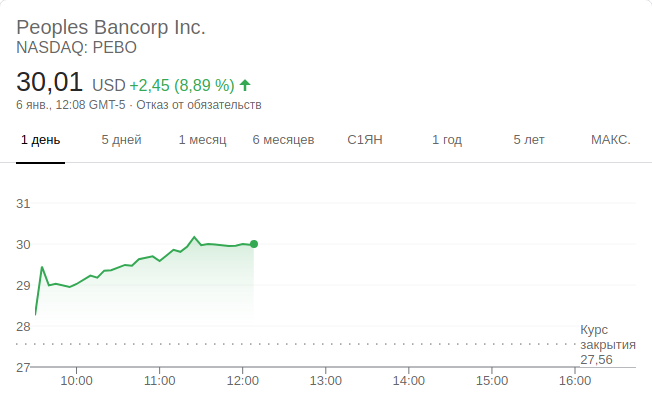 Peoples Bancorp Inc.
NASDAQ: PEBO
30,01 USD +2,45 (8,89 %)
6 янв., 12:08 GMT-5 · Отказ от обязательств
1 день 5 дней 1 месяц 6 месяцев С1ЯН 1 год 5 лет МАКС.
31
30
29
28
Курс
закрытия
27,56
27
10:00 11:00 12:00 13:00 14:00 15:00 16:00